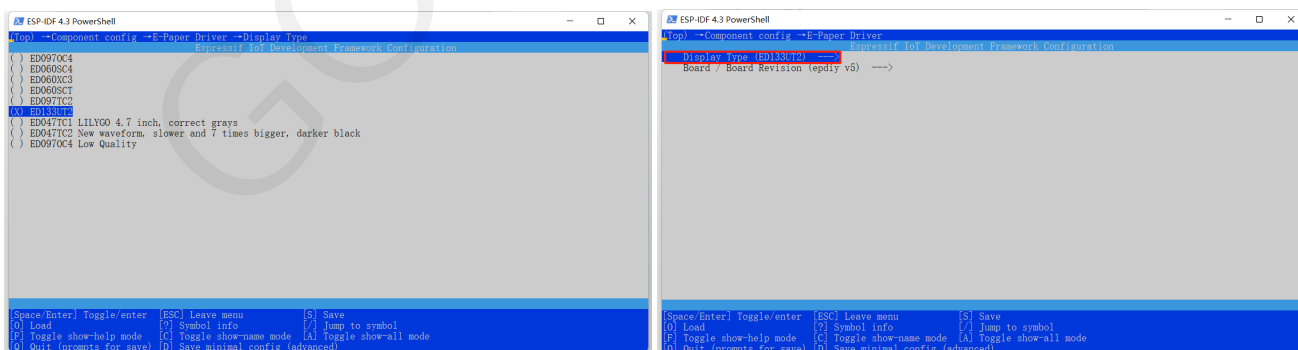 ESP-IDF 4.3 PowerShell
(Top) →Component config →E-Paper Driver →Display Type
Espressif IoT Development Framework Configuration
( ) ED097OC4
( ) ED060SC4
( ) ED060XC3
( ) ED060SCT
( ) ED097TC2
(X) ED133UT2
( ) ED047TC1 LILYGO 4.7 inch, correct grays
( ) ED047TC2 New waveform, slower and 7 times bigger, darker black
( ) ED097OC4 Low Quality
[Space/Enter] Toggle/enter [ESC] Leave menu [S] Save
[O] Load [?] Symbol info [/] Jump to symbol
[F] Toggle show-help mode [C] Toggle show-name mode [A] Toggle show-all mode
[Q] Quit (prompts for save) [D] Save minimal config (advanced)
ESP-IDF 4.3 PowerShell
(Top) →Component config →E-Paper Driver
Espressif IoT Development Framework Configuration
Display Type (ED133UT2) --->
Board / Board Revision (epdiy v5) --->
[Space/Enter] Toggle/enter [ESC] Leave menu [S] Save
[O] Load [?] Symbol info [/] Jump to symbol
[F] Toggle show-help mode [C] Toggle show-name mode [A] Toggle show-all mode
[Q] Quit (prompts for save) [D] Save minimal config (advanced)